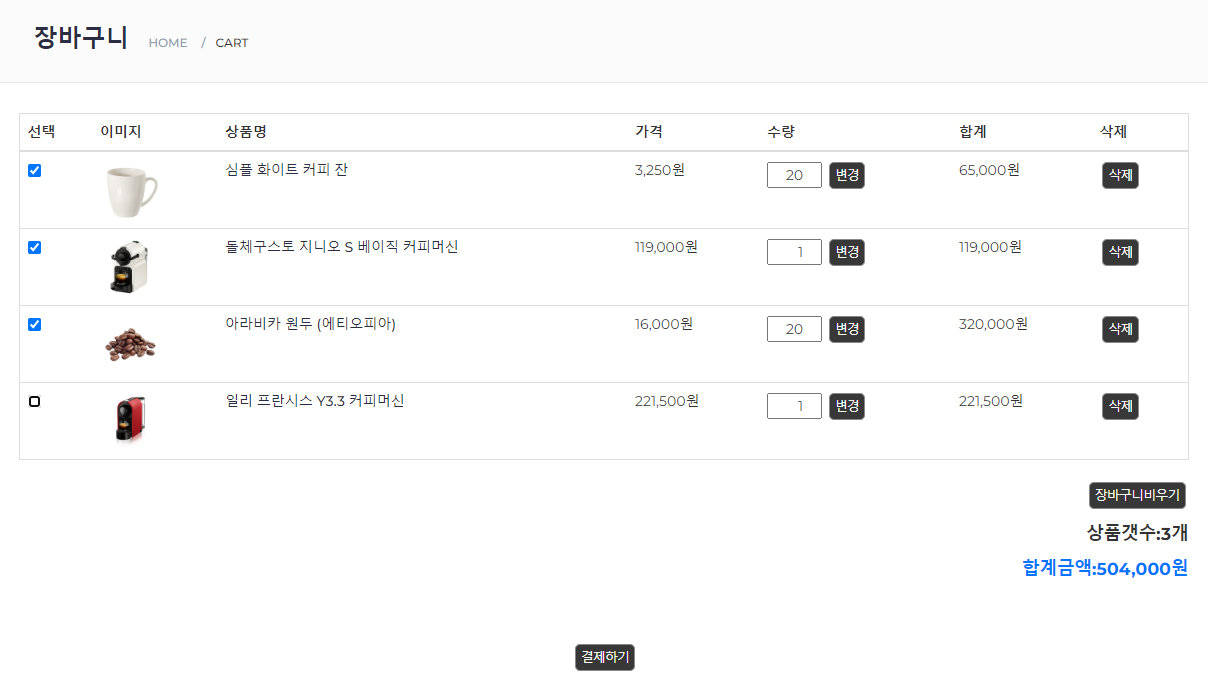 장바구니 HOME / CART
선택 이미지 상품명 가격 수량 합계 삭제
심플 화이트 커피 잔 3,250원 20 변경 65,000원 삭제
돌체구스토 지니오 S 베이직 커피머신 119,000원 1 변경 119,000원 삭제
아라비카 원두 (에티오피아) 16,000원 20 변경 320,000원 삭제
일리 프란시스 Y3.3 커피머신 221,500원 1 변경 221,500원 삭제
장바구니비우기
상품갯수:3개
합계금액:504,000원
결제하기